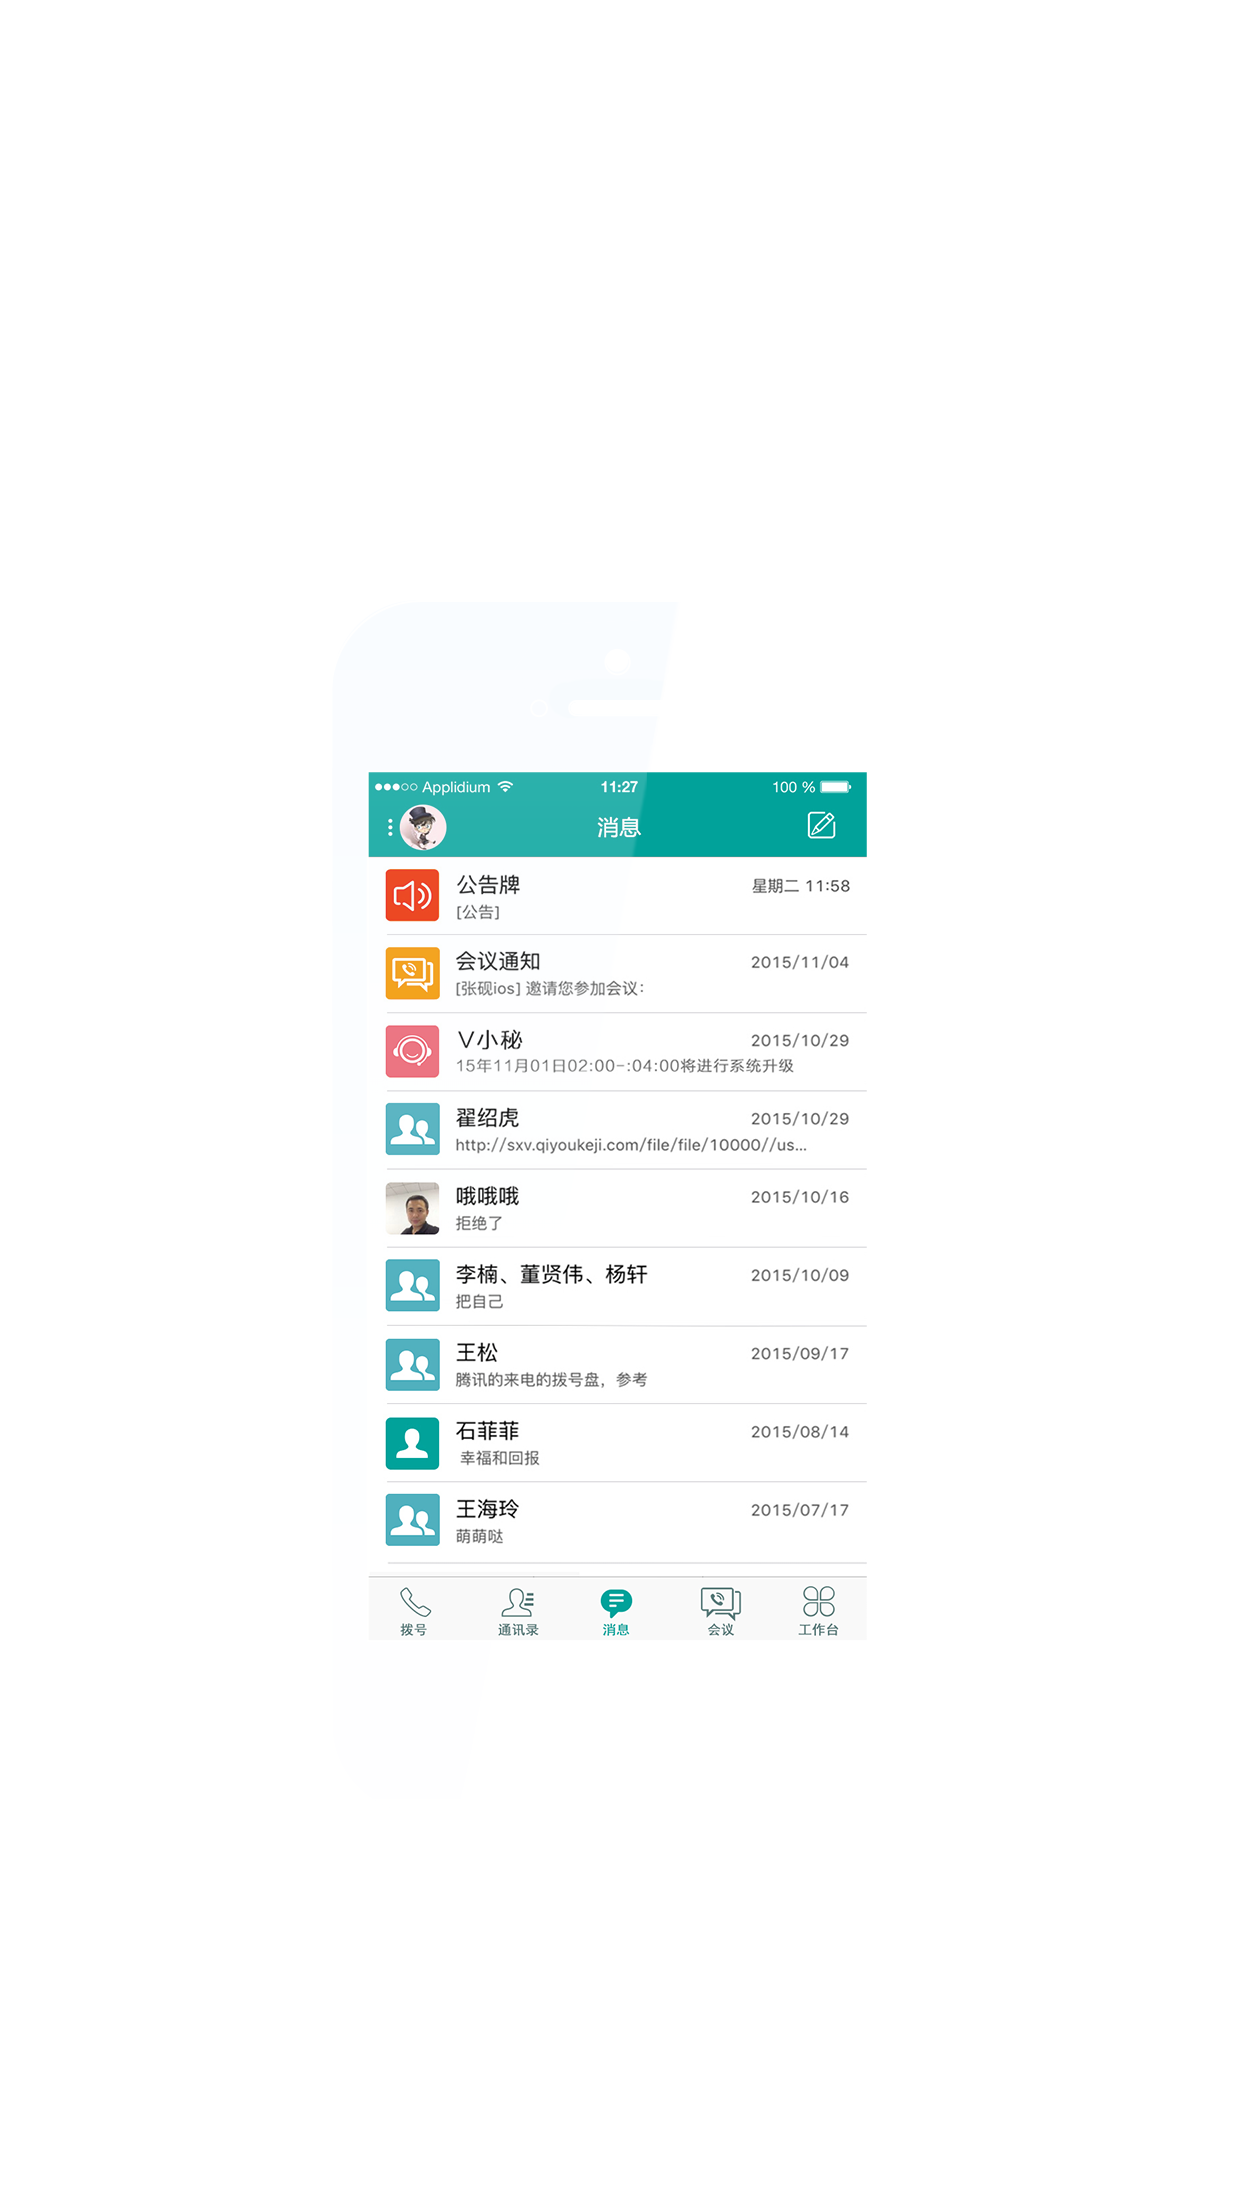 Applidium 11:27 100 %
消息
公告牌 星期二 11:58
[公告]
会议通知 2015/11/04
[张砚ios] 邀请您参加会议：
V小秘 2015/10/29
15年11月01日02:00-:04:00将进行系统升级
翟绍虎 2015/10/29
http://sxv.qiyoukeji.com/file/file/10000//us...
哦哦哦 2015/10/16
拒绝了
李楠、董贤伟、杨轩 2015/10/09
把自己
王松 2015/09/17
腾讯的来电的拨号盘，参考
石菲菲 2015/08/14
幸福和回报
王海玲 2015/07/17
萌萌哒
拨号 通讯录 消息 会议 工作台